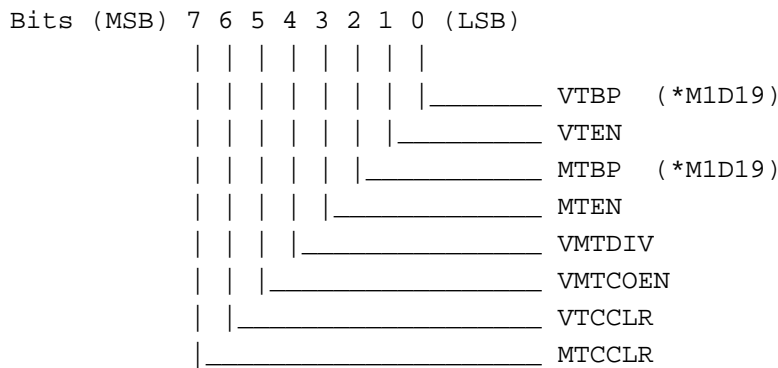 Bits (MSB) 7 6 5 4 3 2 1 0 (LSB)
VTBP (*M1D19)
VTEN
MTBP (*M1D19)
MTEN
VMTDIV
VMTCOEN
VTCCLR
MTCCLR